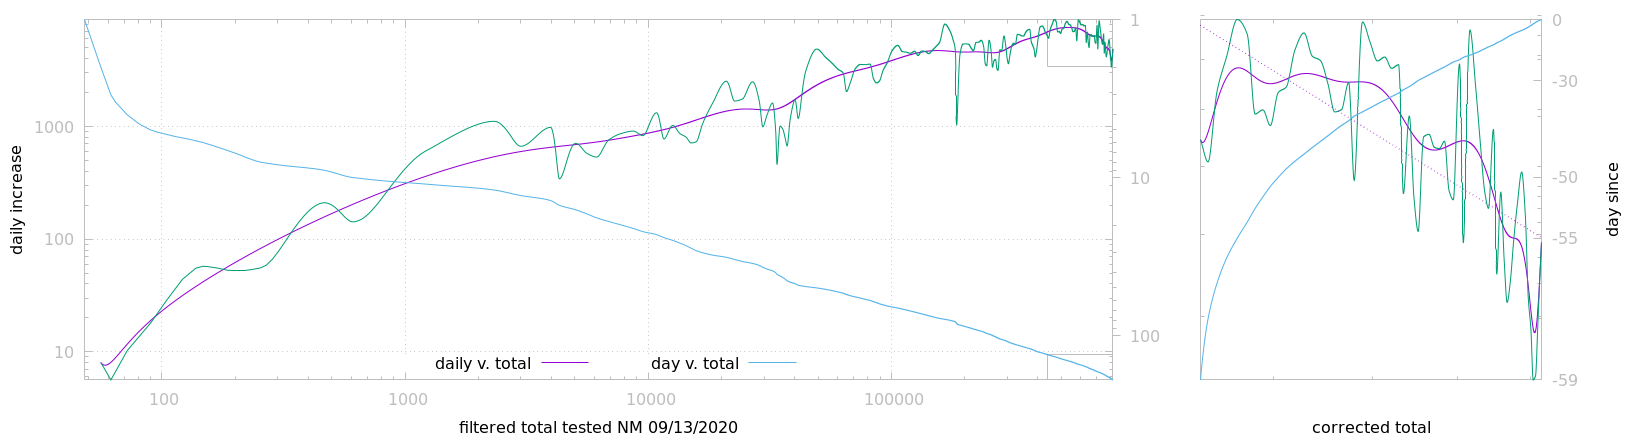 1
0
1000
-30
daily increase
10
-50
day since
100
-55
100
10
daily v. total
day v. total
-59
100
1000
10000
100000
filtered total tested NM 09/13/2020
corrected total